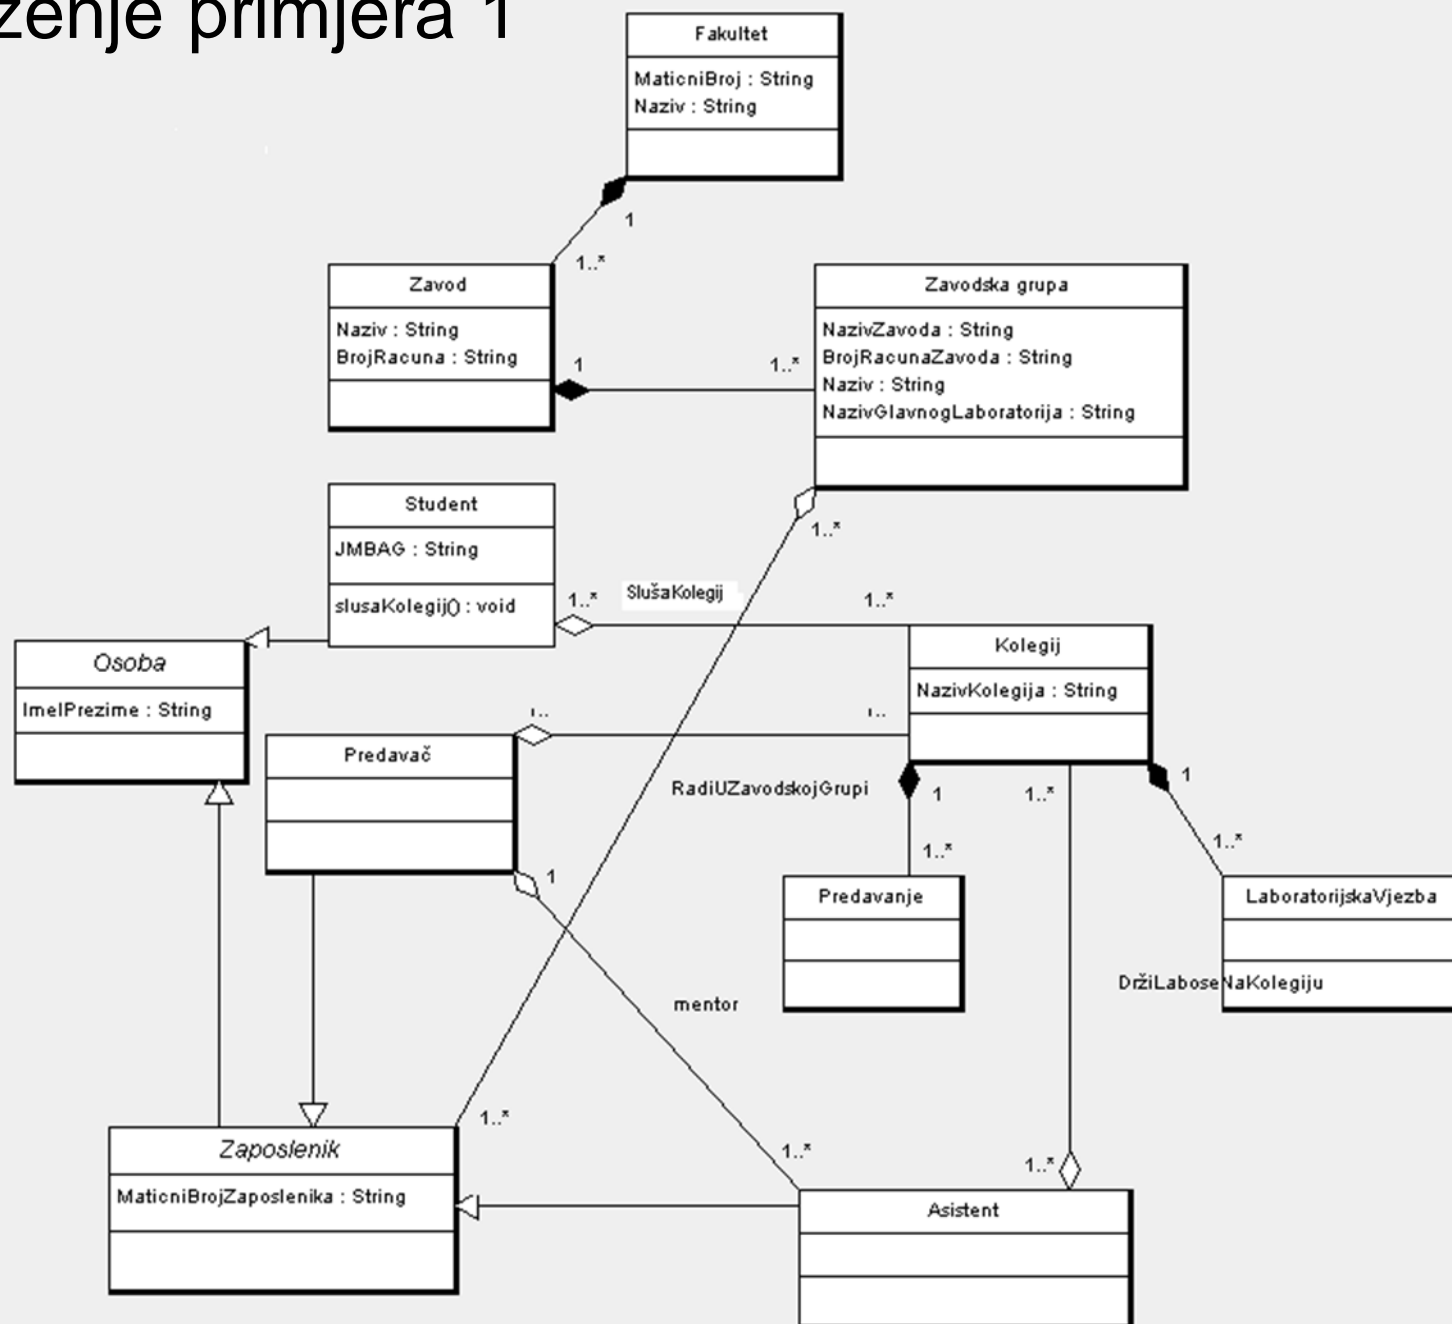 primjera 1
Fakultet
MaticniBroj : String
Naziv : String
1
1..*
Zavod
Naziv : String
BrojRacuna : String
1
1..*
Zavodska grupa
NazivZavoda : String
BrojRacunaZavoda : String
Naziv : String
NazivGlavnogLaboratorija : String
1..*
Student
JMBAG : String
slusaKolegij() : void
1..*
SlušaKolegij
1..*
Osoba
ImeIPrezime : String
Kolegij
NazivKolegija : String
Predavač
RadiUZavodskojGrupi
1
1..*
1
1..*
1..*
1
Predavanje
LaboratorijskaVjezba
DržiLaboseNaKolegiju
mentor
1..*
1..*
1..*
Zaposlenik
MaticniBrojZaposlenika : String
Asistent